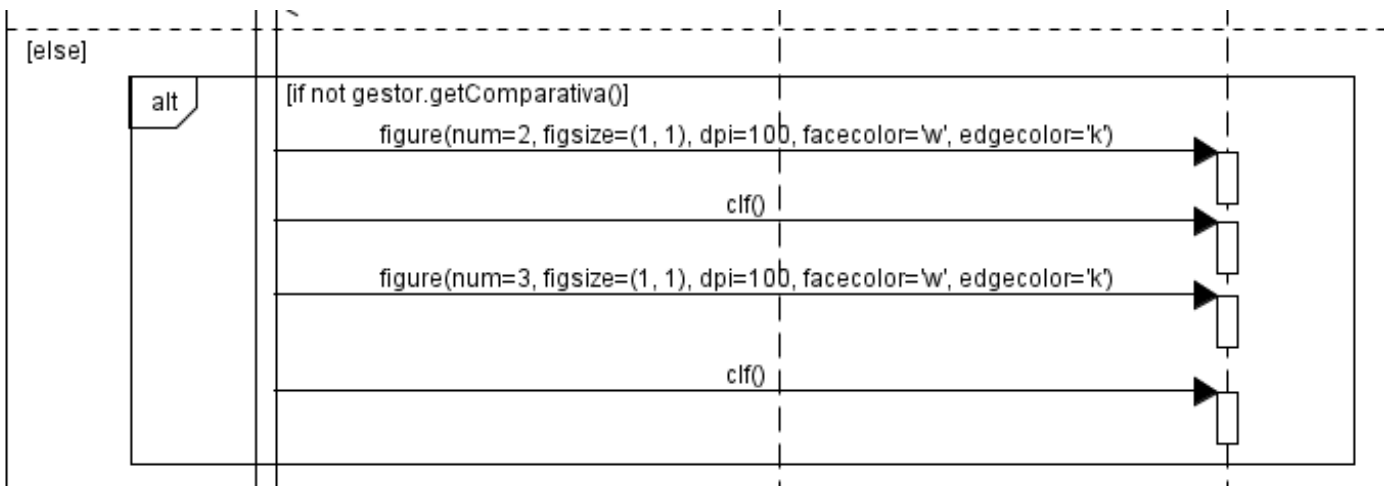 [else]
alt
[if not gestor.getComparativa()]
figure(num=2, figsize=(1, 1), dpi=100, facecolor='w', edgecolor='k')
clf()
figure(num=3, figsize=(1, 1), dpi=100, facecolor='w', edgecolor='k')
clf()